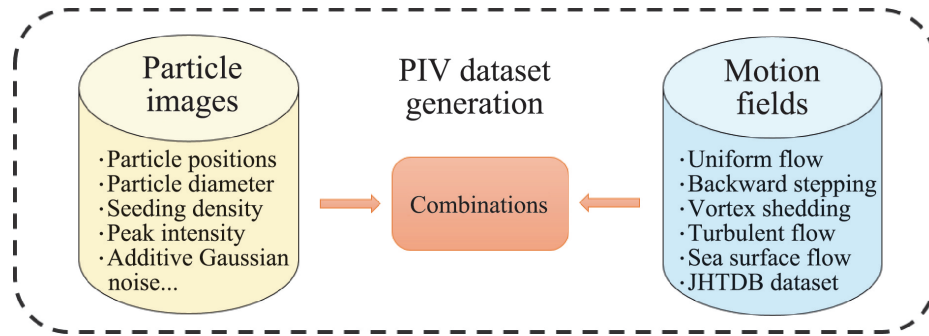 Particle
images
·Particle positions
·Particle diameter
·Seeding density
·Peak intensity
·Additive Gaussian
noise...
PIV dataset
generation
Combinations
Motion
fields
·Uniform flow
·Backward stepping
·Vortex shedding
·Turbulent flow
·Sea surface flow
·JHTDB dataset